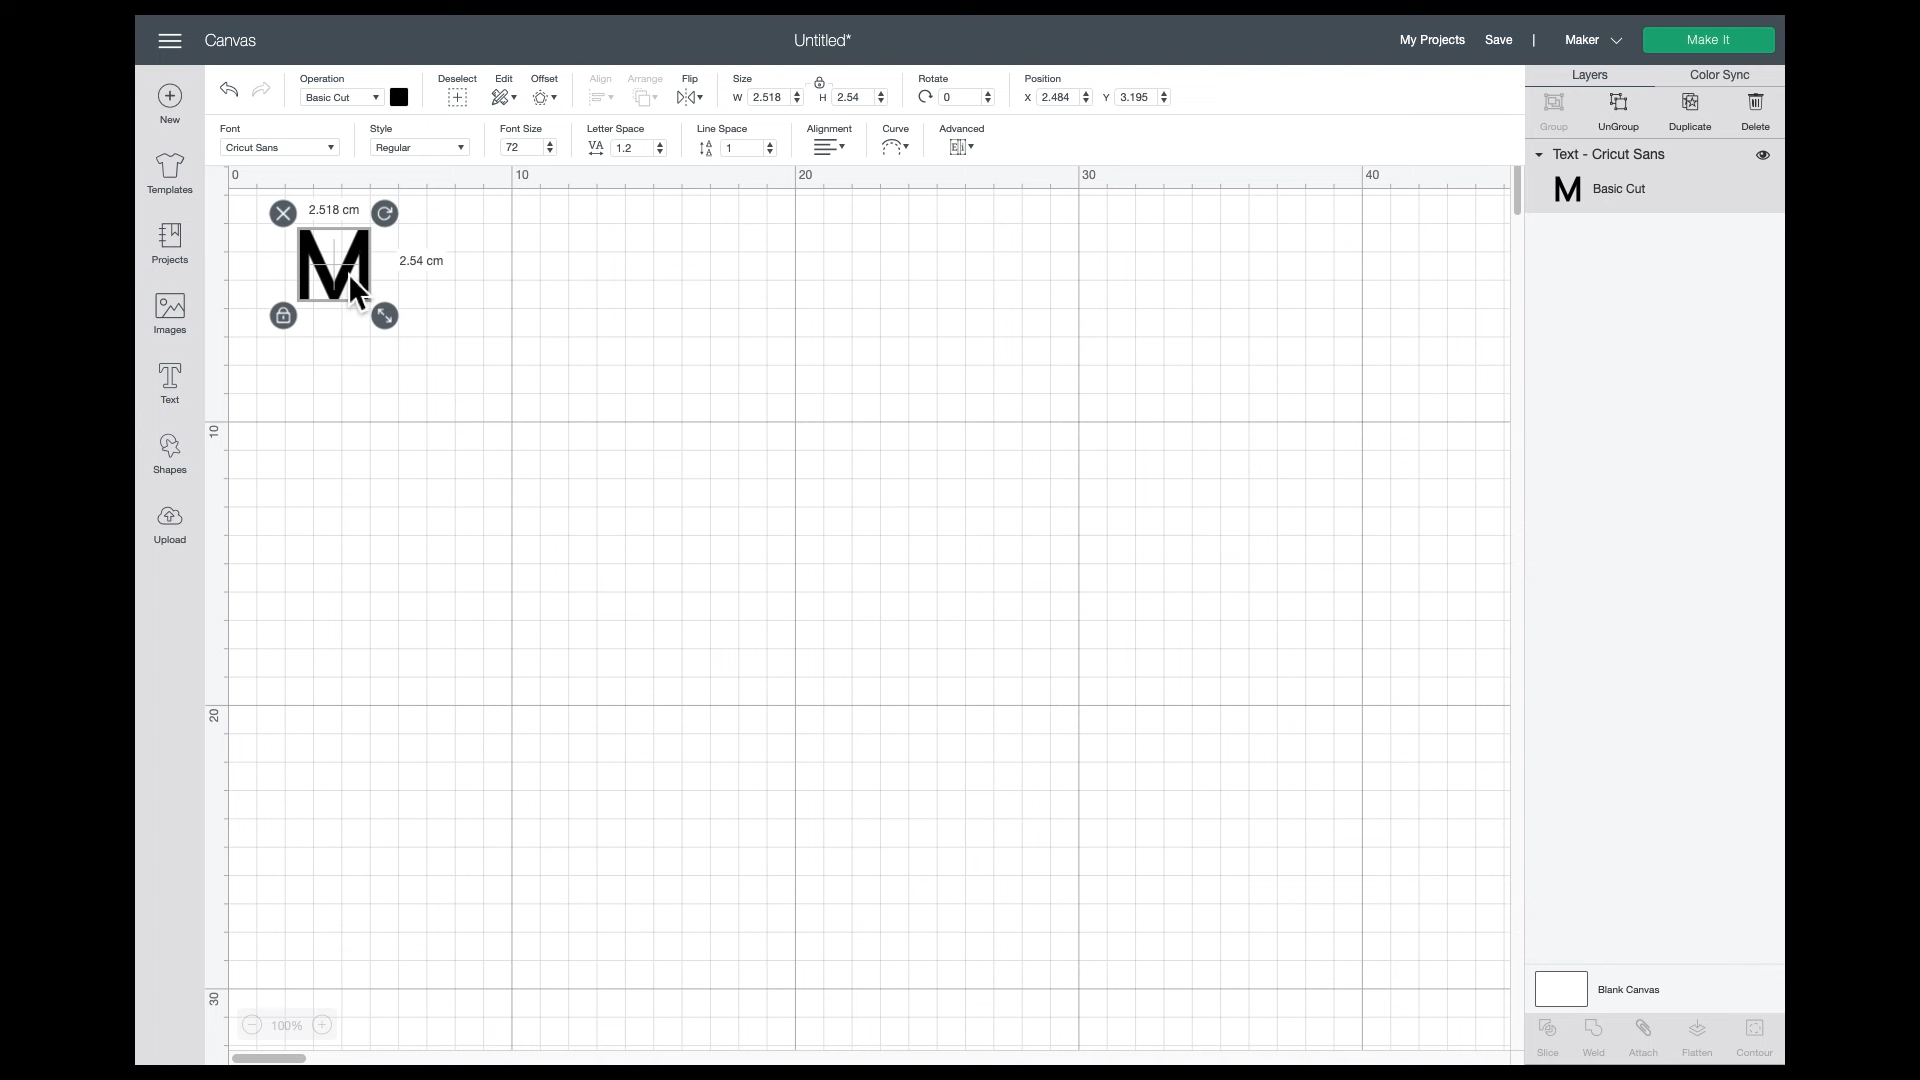 Canvas
Untitled*
My Projects Save | Maker Make It
New
Templates
Projects
Images
Text
Shapes
Upload
Operation
Basic Cut
Deselect Edit Offset Align Arrange Flip
Size
W 2.518 H 2.54
Rotate
0
Position
X 2.484 Y 3.195
Font
Cricut Sans
Style
Regular
Font Size
72
Letter Space
VA 1.2
Line Space
1
Alignment
Curve
Advanced
0 10 20 30 40
10
20
30
2.518 cm
M
2.54 cm
100%
Layers Color Sync
Group UnGroup Duplicate Delete
Text - Cricut Sans
M Basic Cut
Blank Canvas
Slice Weld Attach Flatten Contour